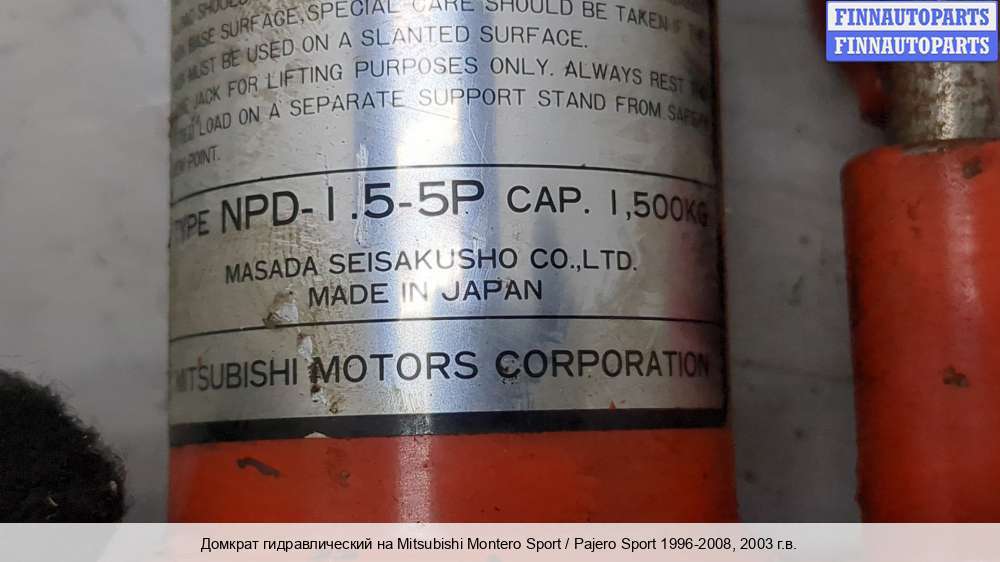 SHOULD
BASE SURFACE, SPECIAL CARE SHOULD BE TAKEN IF
MUST BE USED ON A SLANTED SURFACE.
JACK FOR LIFTING PURPOSES ONLY. ALWAYS REST
LOAD ON A SEPARATE SUPPORT STAND FROM
POINT.
TYPE NPD-1.5-5P CAP. 1,500KG
MASADA SEISAKUSHO CO.,LTD.
MADE IN JAPAN
MITSUBISHI MOTORS CORPORATION
FINNAUTOPARTS
FINNAUTOPARTS
Домкрат гидравлический на Mitsubishi Montero Sport / Pajero Sport 1996-2008, 2003 г.в.